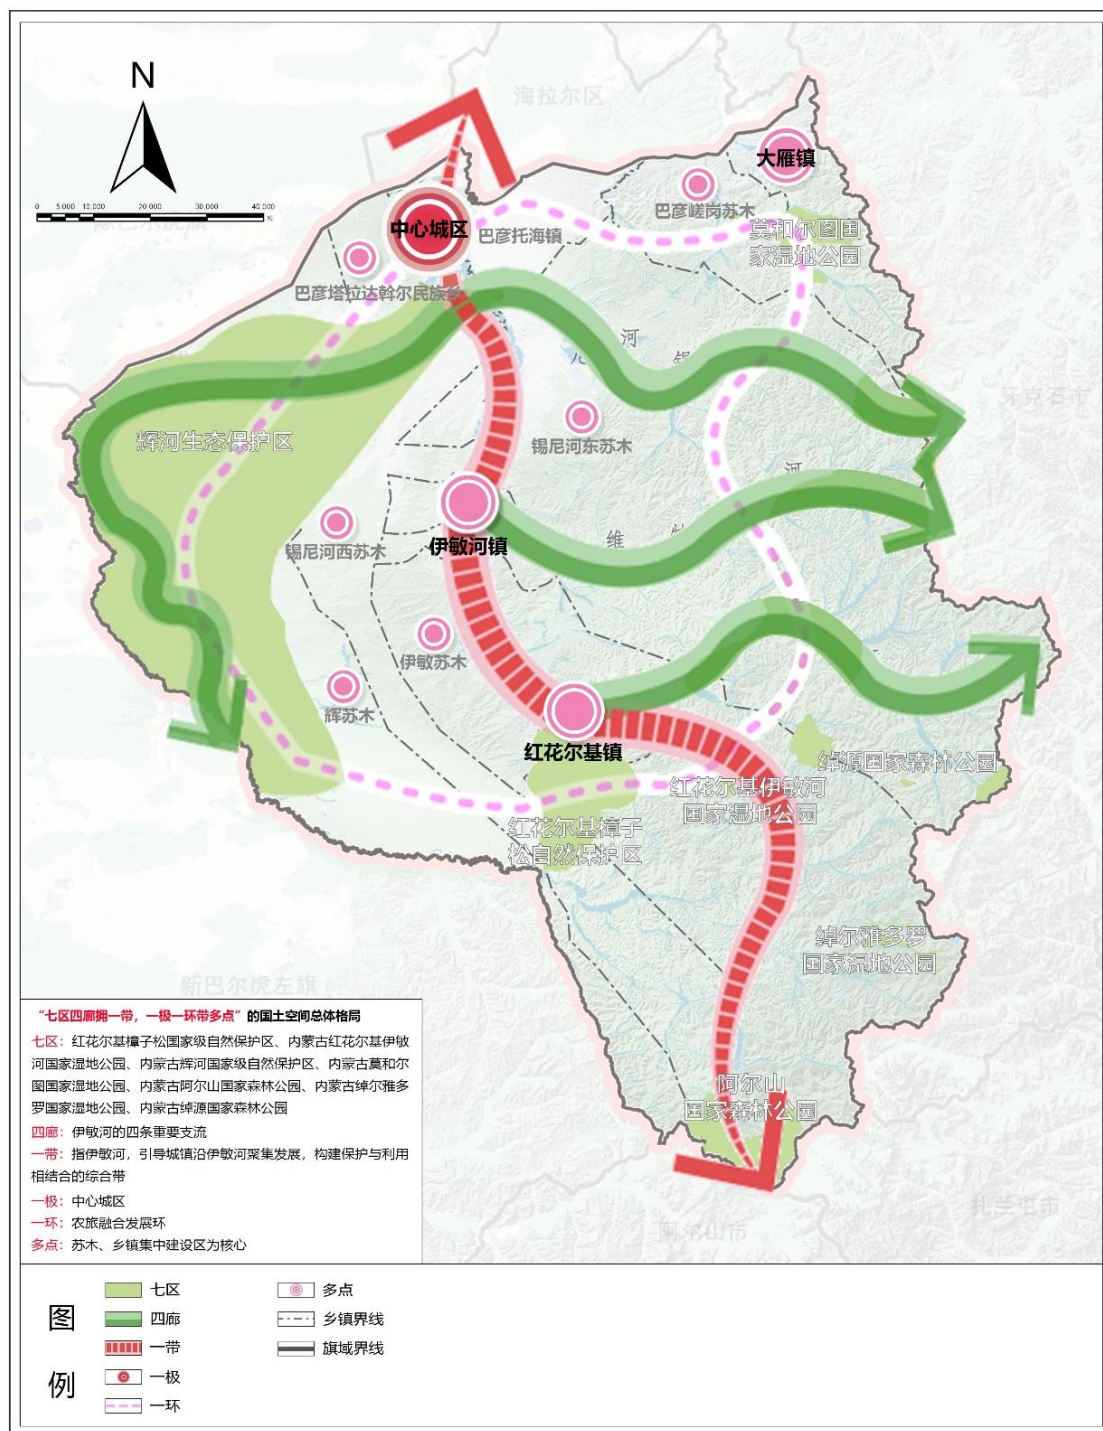 N
海拉尔区
0 5,000 10,000 20,000 30,000 40,000
陈巴尔虎旗
大雁镇
中心城区
巴彦托海镇
巴彦嵯岗苏木
莫和尔图国
家湿地公园
巴彦塔拉达斡尔民族乡
河
锡
尼
牙克石市
辉河生态保护区
锡尼河东苏木
河
维
特
锡尼河西苏木
伊敏河镇
伊敏苏木
辉苏木
红花尔基镇
绰源国家森林公园
红花尔基伊敏河
国家湿地公园
红花尔基樟子
松自然保护区
绰尔雅多罗
国家湿地公园
新巴尔虎左旗
阿尔山
国家森林公园
扎兰屯市
阿尔山市
“七区四廊拥一带，一极一环带多点”的国土空间总体格局
七区：红花尔基樟子松国家级自然保护区、内蒙古红花尔基伊敏
河国家湿地公园、内蒙古辉河国家级自然保护区、内蒙古莫和尔
图国家湿地公园、内蒙古阿尔山国家森林公园、内蒙古绰尔雅多
罗国家湿地公园、内蒙古绰源国家森林公园
四廊：伊敏河的四条重要支流
一带：指伊敏河，引导城镇沿伊敏河聚集发展，构建保护与利用
相结合的综合带
一极：中心城区
一环：农旅融合发展环
多点：苏木、乡镇集中建设区为核心
图例
七区
四廊
一带
一极
一环
多点
乡镇界线
旗域界线